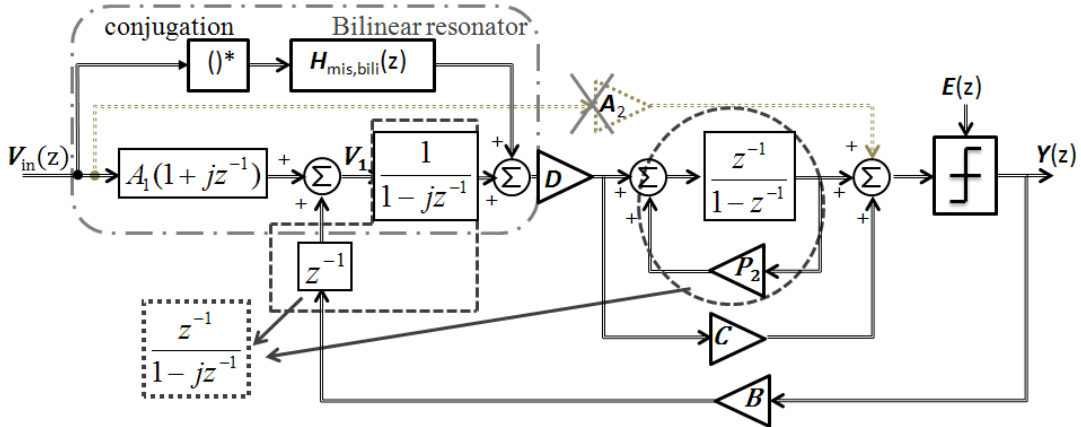 conjugation
Bilinear resonator
()*
H_mis,bili(z)
A_2
E(z)
V_in(z)
A_1(1 + jz^{-1})
+
+
Σ
V_1
1
1 − jz^{-1}
+
+
Σ
D
+
+
Σ
z^{-1}
1 − z^{-1}
+
+
+
Σ
Y(z)
z^{-1}
P_2
z^{-1}
1 − jz^{-1}
C
B